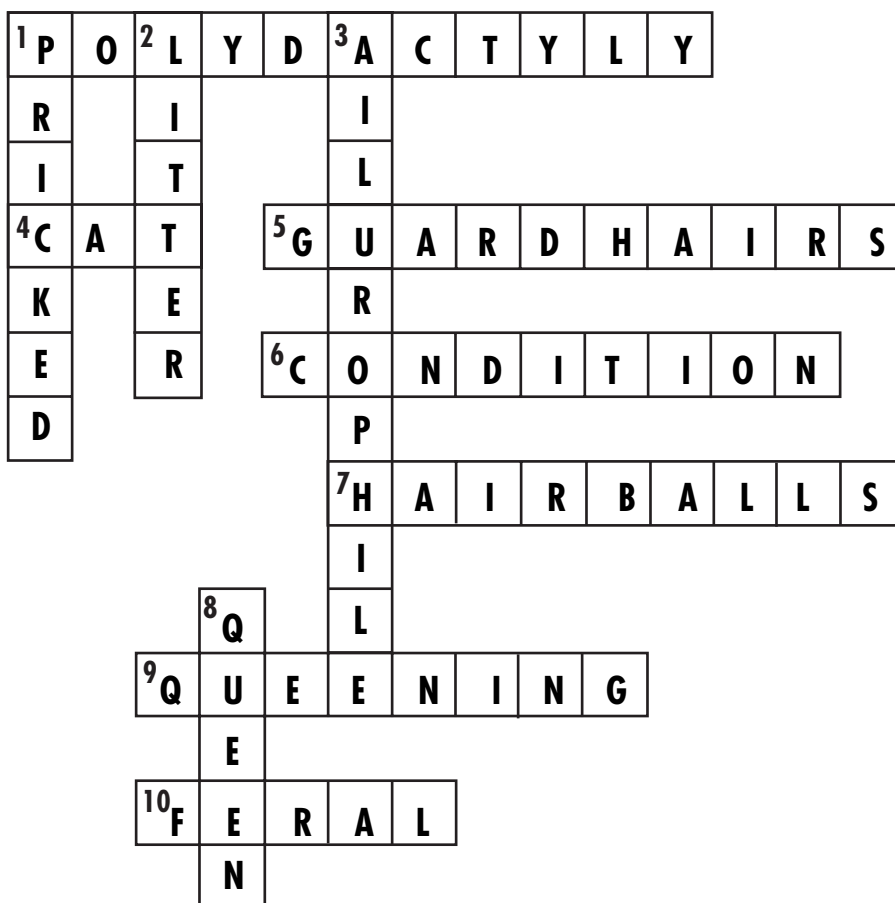 1P O 2L Y D 3A C T Y L Y
R I I
I T L
4C A T 5G U A R D H A I R S
K E R
E R 6C O N D I T I O N
D P
7H A I R B A L L S
I
8Q L
9Q U E E N I N G
E
10F E R A L
N